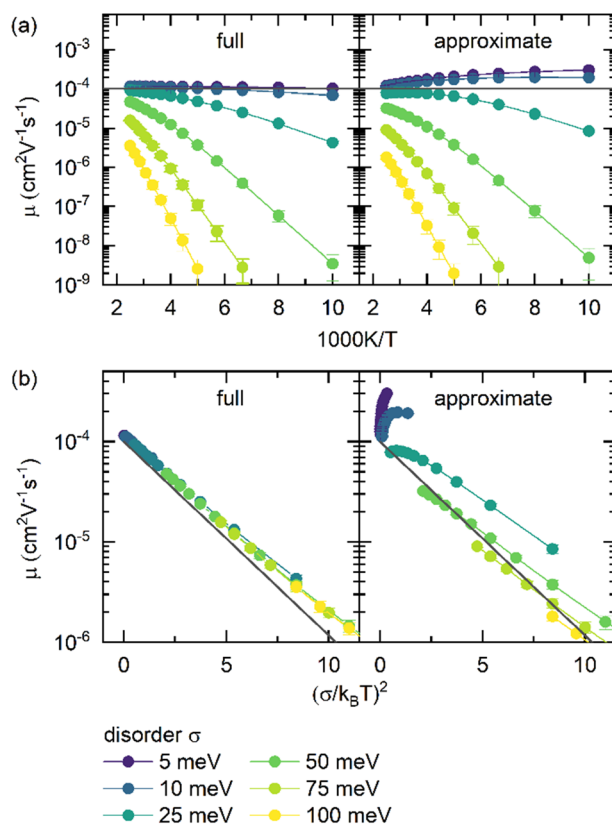 (a)
full
approximate
10⁻³
10⁻⁴
10⁻⁵
10⁻⁶
10⁻⁷
10⁻⁸
10⁻⁹
μ (cm²V⁻¹s⁻¹)
2 4 6 8 10 2 4 6 8 10
1000K/T
(b)
full
approximate
10⁻⁴
10⁻⁵
10⁻⁶
μ (cm²V⁻¹s⁻¹)
0 5 10 0 5 10
(σ/k_BT)²
disorder σ
5 meV 50 meV
10 meV 75 meV
25 meV 100 meV